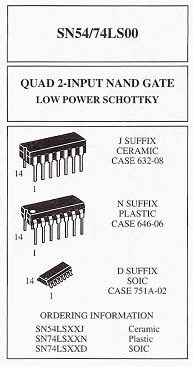 SN54/74LS00
QUAD 2-INPUT NAND GATE
LOW POWER SCHOTTKY
J SUFFIX
CERAMIC
CASE 632-08
14
1
N SUFFIX
PLASTIC
CASE 646-06
14
1
D SUFFIX
SOIC
CASE 751A-02
14
1
ORDERING INFORMATION
SN54LSXXJ Ceramic
SN74LSXXN Plastic
SN74LSXXD SOIC